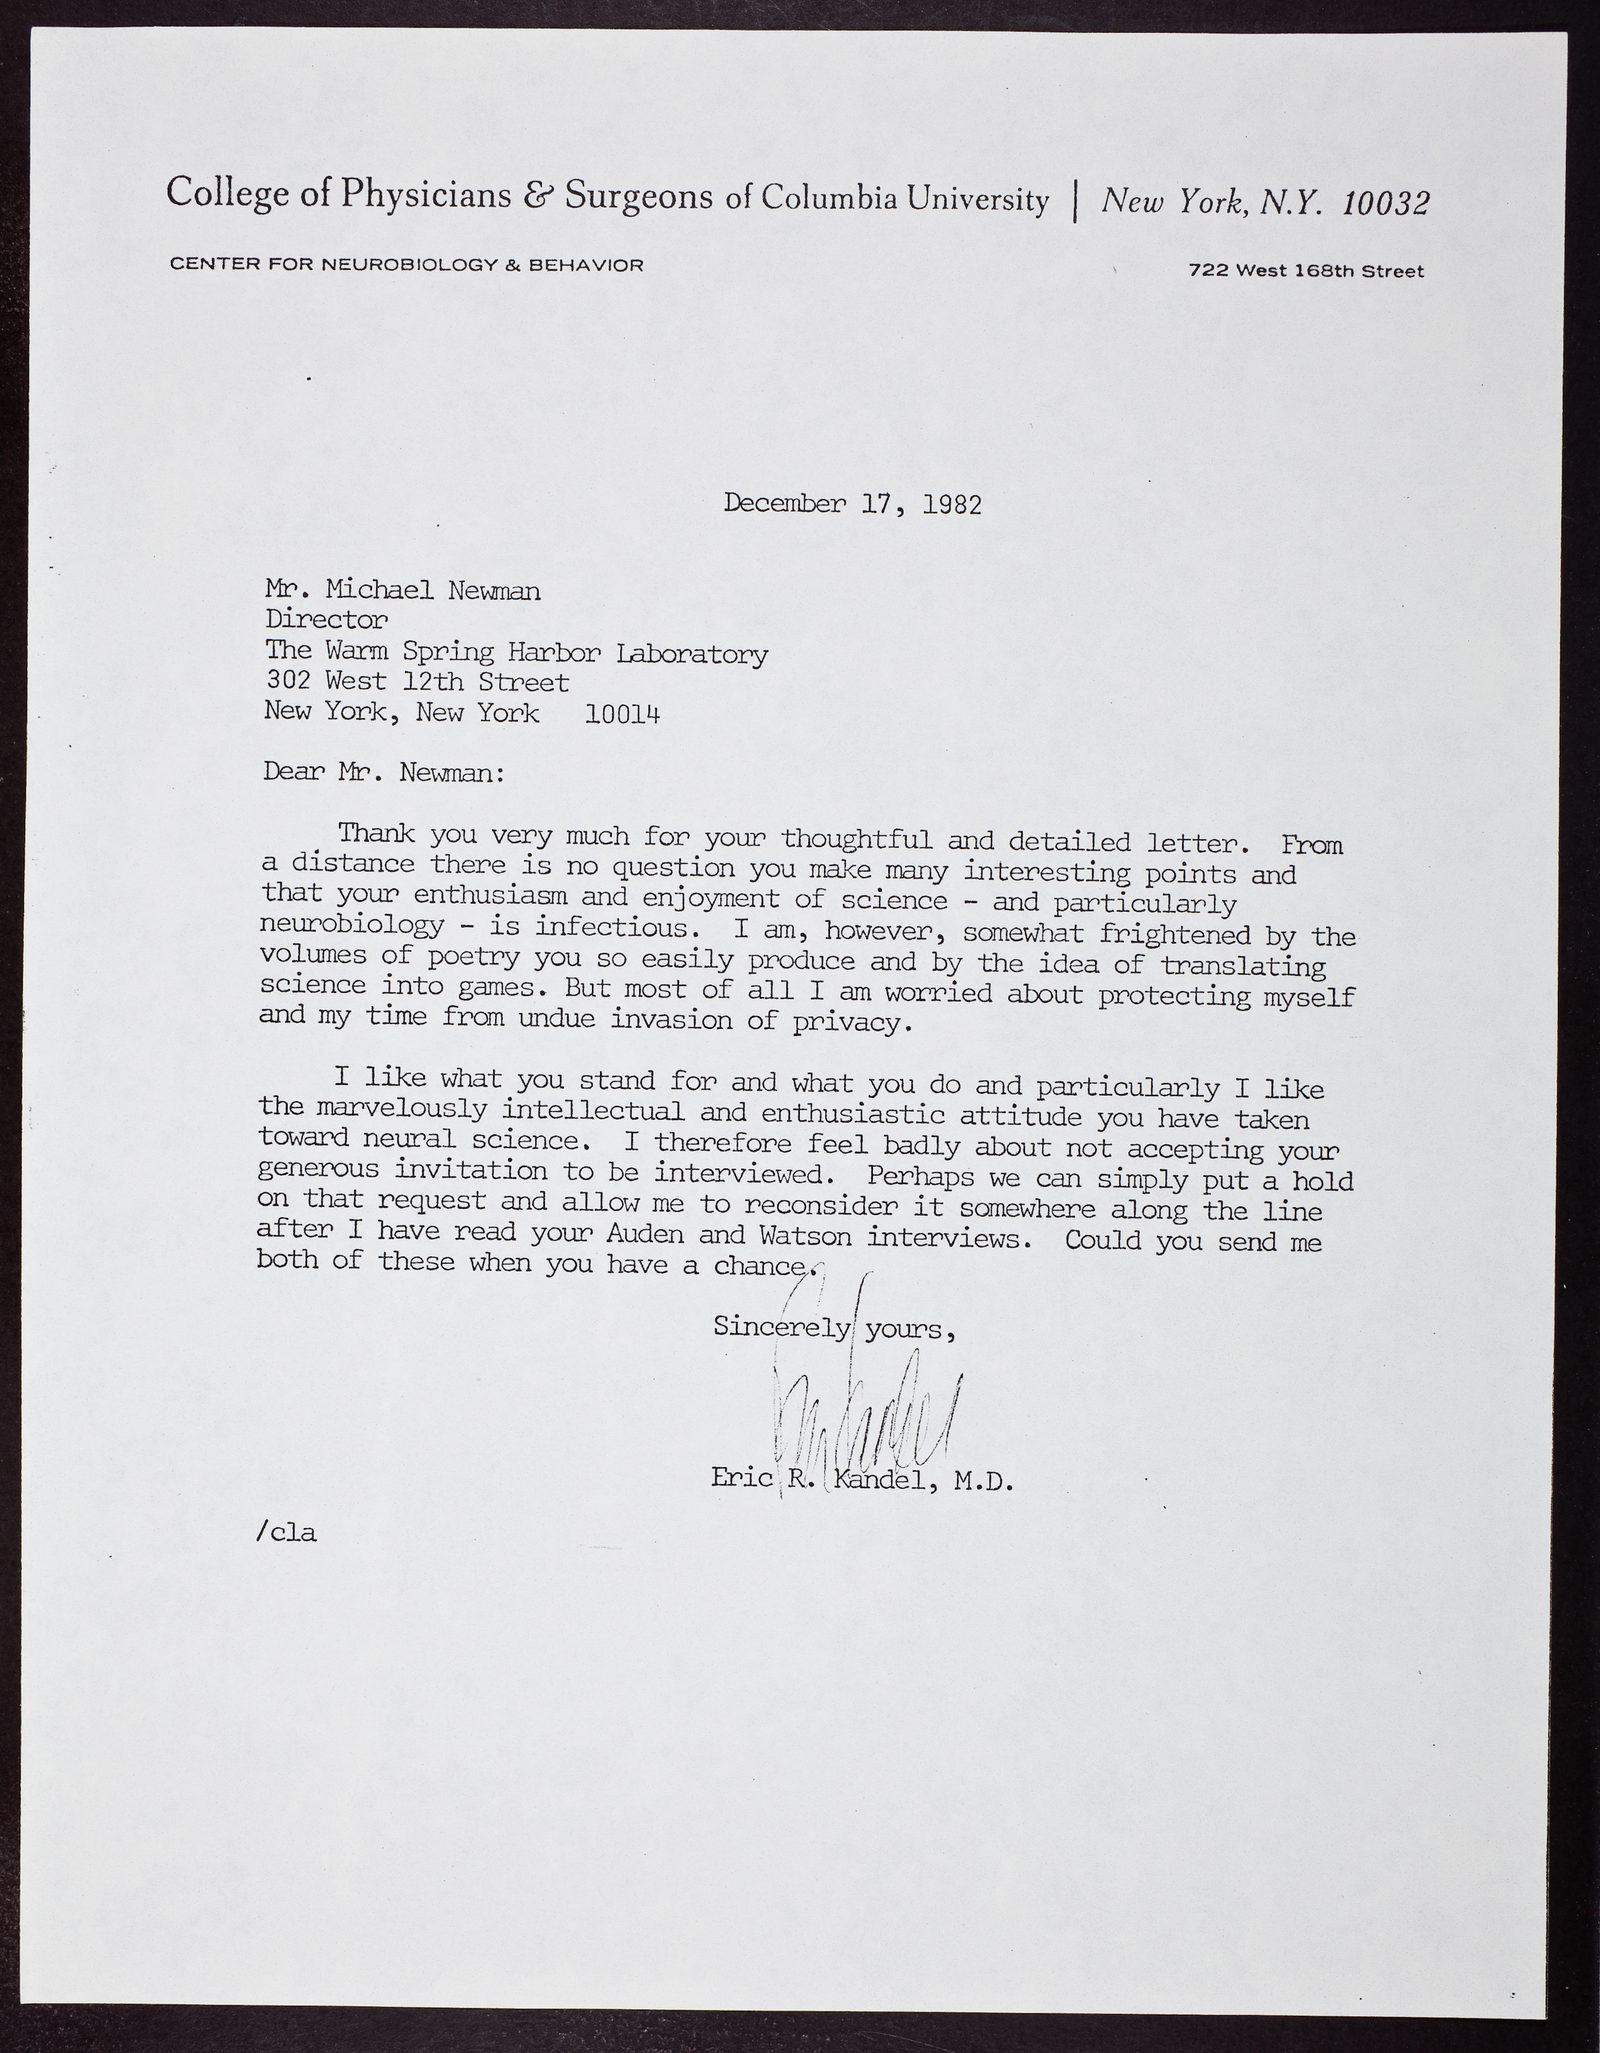 College of Physicians & Surgeons of Columbia University | New York, N.Y. 10032
CENTER FOR NEUROBIOLOGY & BEHAVIOR 722 West 168th Street
December 17, 1982
Mr. Michael Newman
Director
The Warm Spring Harbor Laboratory
302 West 12th Street
New York, New York 10014
Dear Mr. Newman:
Thank you very much for your thoughtful and detailed letter. From
a distance there is no question you make many interesting points and
that your enthusiasm and enjoyment of science - and particularly
neurobiology - is infectious. I am, however, somewhat frightened by the
volumes of poetry you so easily produce and by the idea of translating
science into games. But most of all I am worried about protecting myself
and my time from undue invasion of privacy.
I like what you stand for and what you do and particularly I like
the marvelously intellectual and enthusiastic attitude you have taken
toward neural science. I therefore feel badly about not accepting your
generous invitation to be interviewed. Perhaps we can simply put a hold
on that request and allow me to reconsider it somewhere along the line
after I have read your Auden and Watson interviews. Could you send me
both of these when you have a chance.
Sincerely yours,
Eric R. Kandel, M.D.
/cla